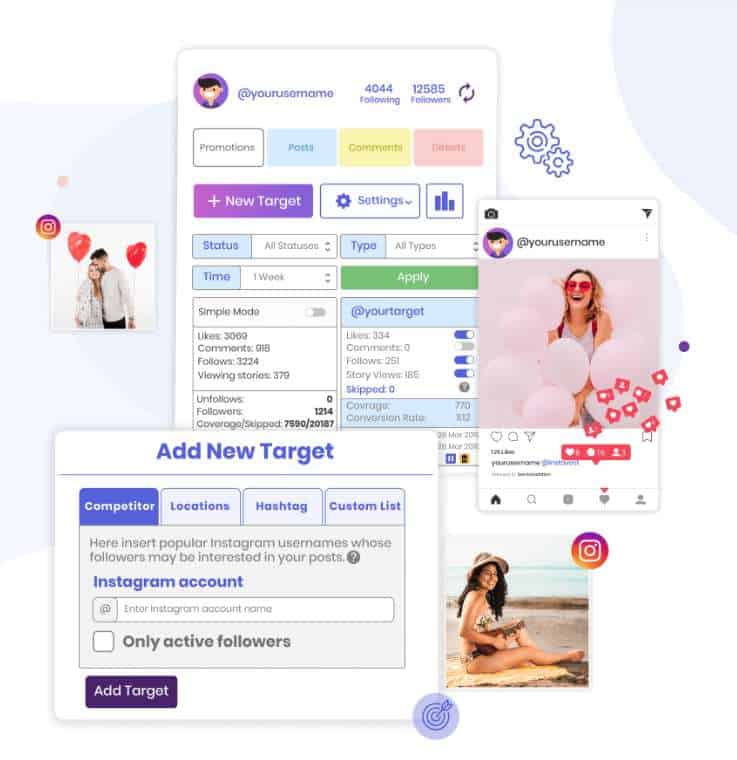 @yourusername
4044
Following
12585
Followers
Promotions
Posts
Comments
Directs
+ New Target
Settings
Status
All Statuses
Type
All Types
Time
1 Week
Apply
Simple Mode
Likes: 3069
Comments: 918
Follows: 3224
Viewing stories: 379
Unfollows: 0
Followers: 1214
Coverage/Skipped: 7590/20187
@yourtarget
Likes: 334
Comments: 0
Follows: 251
Story Views: 185
Skipped: 0
?
Covrage: 770
Conversion Rate: X12
@yourusername
yourusername @instavast
Add New Target
Competitor
Locations
Hashtag
Custom List
Here insert popular Instagram usernames whose
followers may be interested in your posts. ?
Instagram account
@ Enter Instagram account name
Only active followers
Add Target